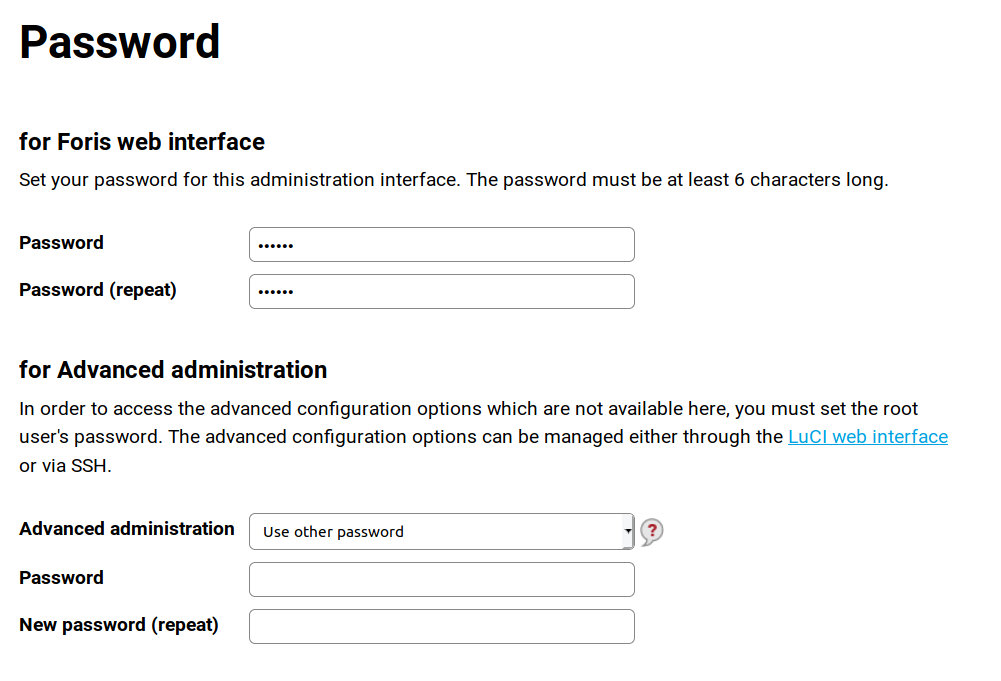 Password
for Foris web interface
Set your password for this administration interface. The password must be at least 6 characters long.
Password ••••••
Password (repeat) ••••••
for Advanced administration
In order to access the advanced configuration options which are not available here, you must set the root
user's password. The advanced configuration options can be managed either through the LuCI web interface
or via SSH.
Advanced administration Use other password ?
Password
New password (repeat)